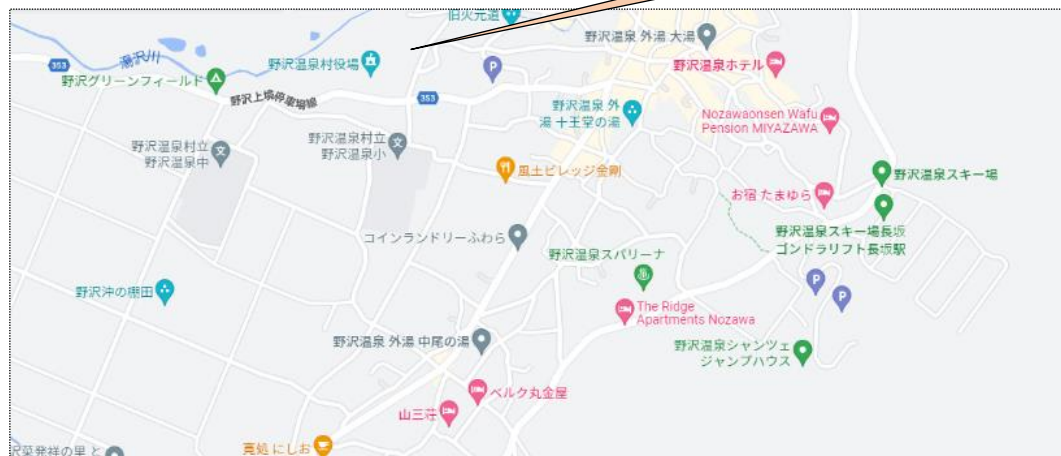 旧火元道
野沢温泉 外湯 大湯
湯沢川
353
野沢温泉村役場
P
野沢温泉ホテル
野沢グリーンフィールド
353
野沢温泉 外
湯 十王堂の湯
Nozawaonsen Wafu
Pension MIYAZAWA
野沢温泉村立
野沢温泉中
野沢温泉村立
野沢温泉小
風土ビレッジ金剛
野沢温泉スキー場
お宿 たまゆら
コインランドリーふわら
野沢温泉スキー場長坂
ゴンドラリフト長坂駅
野沢温泉スパリーナ
P
P
野沢沖の棚田
The Ridge
Apartments Nozawa
野沢温泉 外湯 中尾の湯
野沢温泉シャンツェ
ジャンプハウス
ベルク丸金屋
山三荘
寛処 にしお
沢菜発祥の里 と